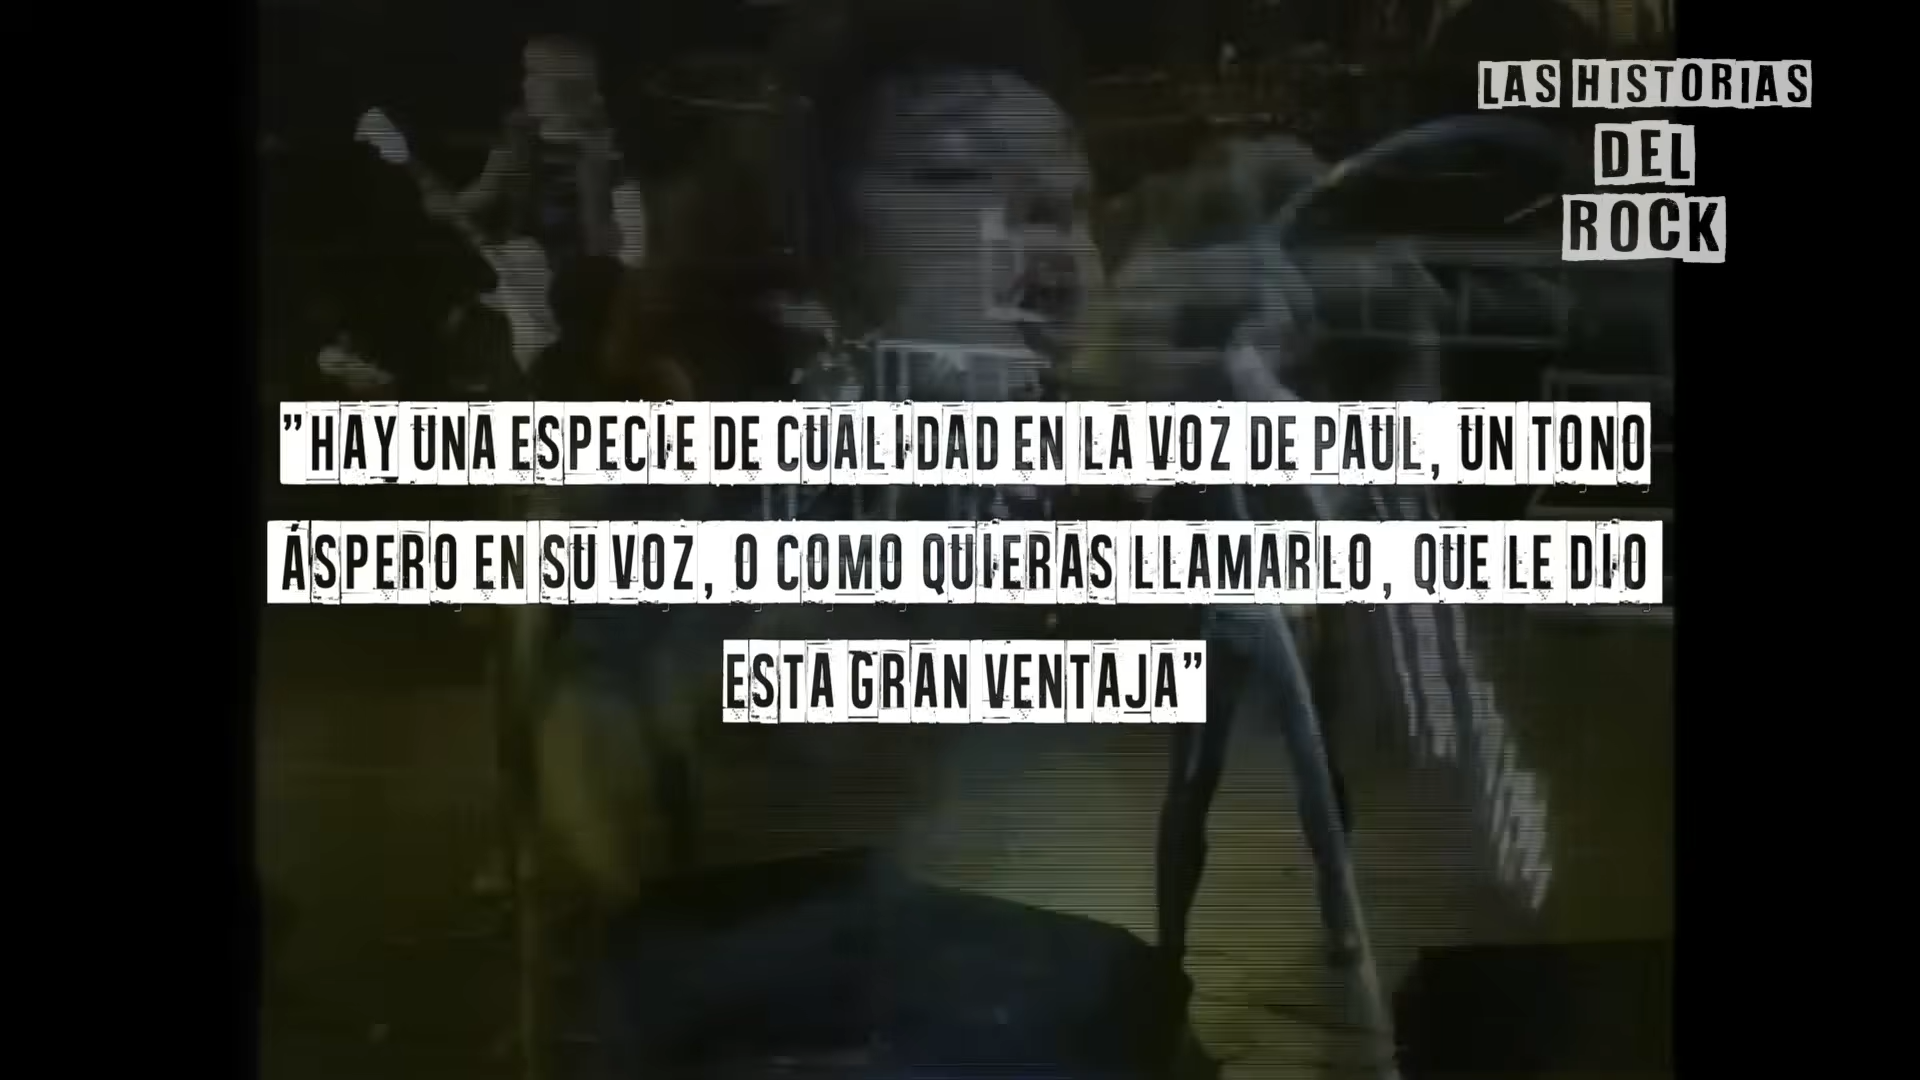 LAS HISTORIAS
DEL
ROCK
”HAY UNA ESPECIE DE CUALIDAD EN LA VOZ DE PAUL, UN TONO
ÁSPERO EN SU VOZ, O COMO QUIERAS LLAMARLO, QUE LE DIO
ESTA GRAN VENTAJA”